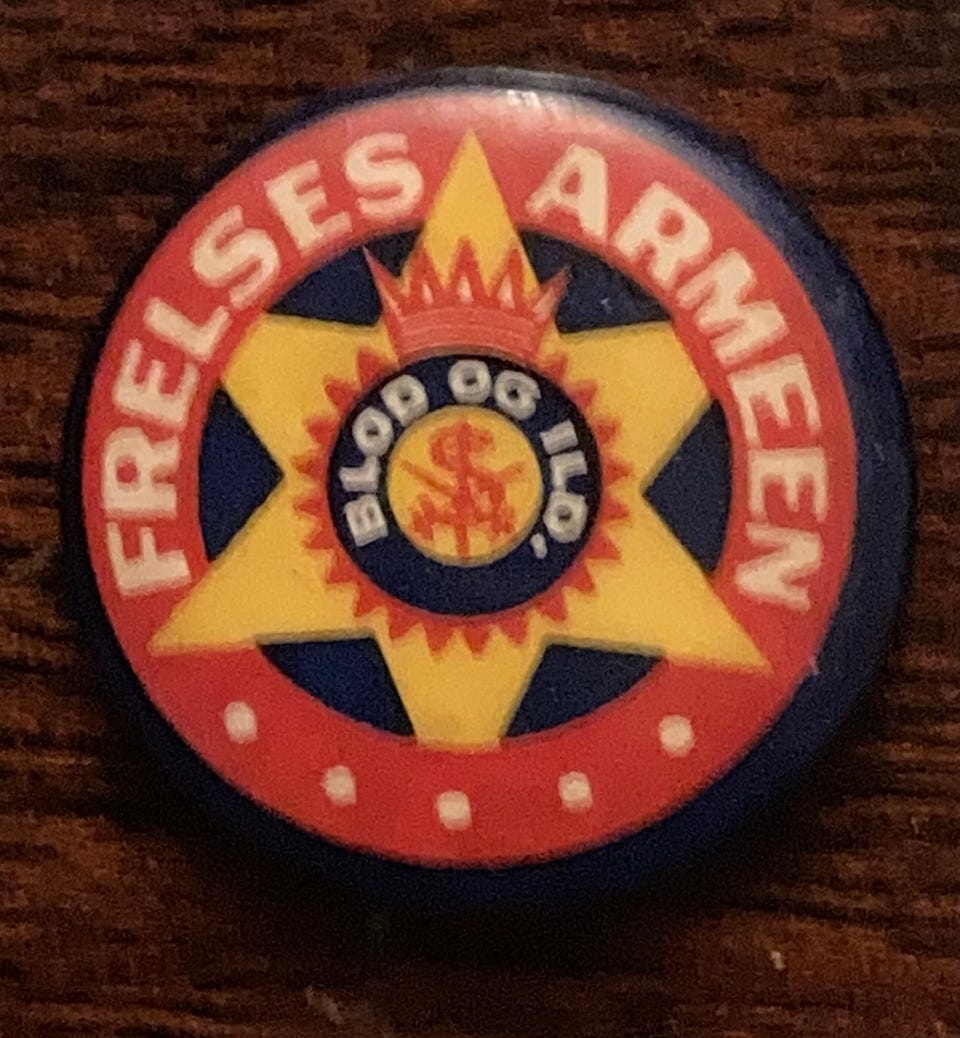 FRELSES ARMEEN
BLOD OG ILD,
S